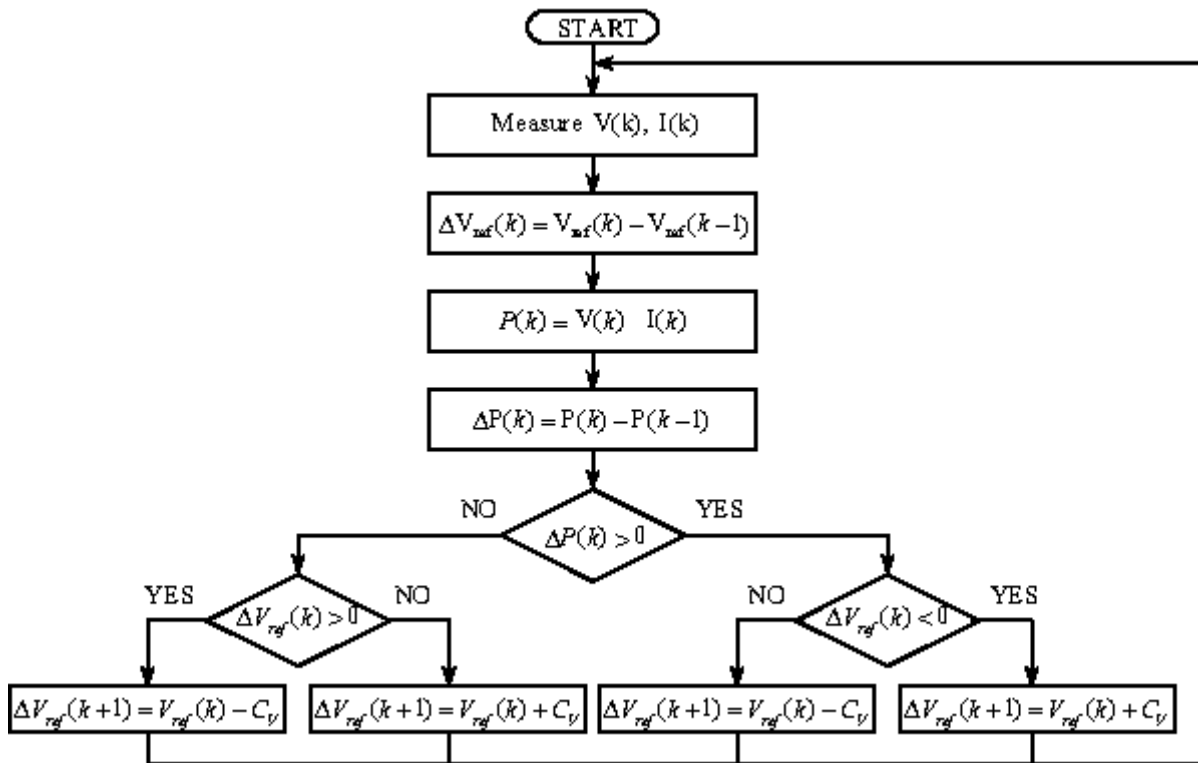 START
Measure V(k), I(k)
ΔV_ref(k) = V_ref(k) − V_ref(k−1)
P(k) = V(k) I(k)
ΔP(k) = P(k) − P(k−1)
NO
YES
ΔP(k) > 0
YES
NO
NO
YES
ΔV_ref(k) > 0
ΔV_ref(k) < 0
ΔV_ref(k+1) = V_ref(k) − C_V
ΔV_ref(k+1) = V_ref(k) + C_V
ΔV_ref(k+1) = V_ref(k) − C_V
ΔV_ref(k+1) = V_ref(k) + C_V